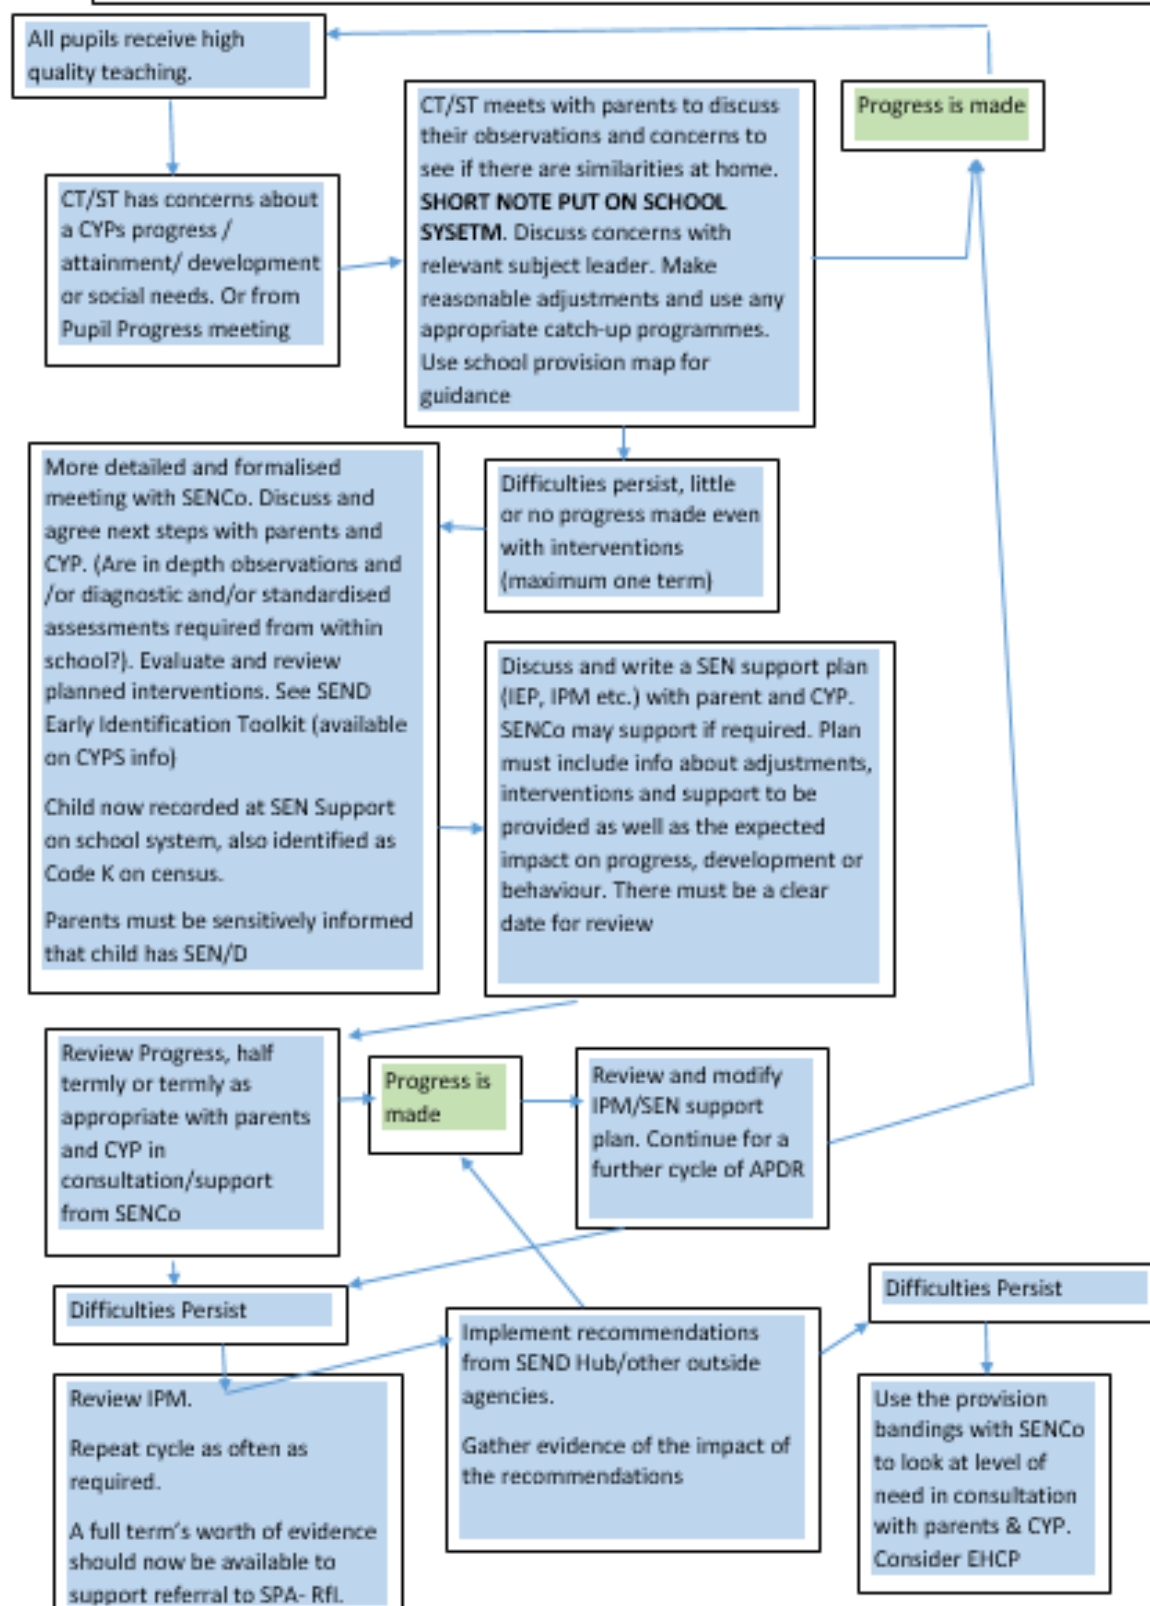 All pupils receive high
quality teaching.
Progress is made
CT/ST meets with parents to discuss
their observations and concerns to
see if there are similarities at home.
SHORT NOTE PUT ON SCHOOL
SYSETM. Discuss concerns with
relevant subject leader. Make
reasonable adjustments and use any
appropriate catch-up programmes.
Use school provision map for
guidance
CT/ST has concerns about
a CYPs progress /
attainment/ development
or social needs. Or from
Pupil Progress meeting
Difficulties persist, little
or no progress made even
with interventions
(maximum one term)
More detailed and formalised
meeting with SENCo. Discuss and
agree next steps with parents and
CYP. (Are in depth observations and
/or diagnostic and/or standardised
assessments required from within
school?). Evaluate and review
planned interventions. See SEND
Early Identification Toolkit (available
on CYPS info)
Child now recorded at SEN Support
on school system, also identified as
Code K on census.
Parents must be sensitively informed
that child has SEN/D
Discuss and write a SEN support plan
(IEP, IPM etc.) with parent and CYP.
SENCo may support if required. Plan
must include info about adjustments,
interventions and support to be
provided as well as the expected
impact on progress, development or
behaviour. There must be a clear
date for review
Review Progress, half
termly or termly as
appropriate with parents
and CYP in
consultation/support
from SENCo
Progress is
made
Review and modify
IPM/SEN support
plan. Continue for a
further cycle of APDR
Difficulties Persist
Review IPM.
Repeat cycle as often as
required.
A full term's worth of evidence
should now be available to
support referral to SPA- RfI.
Implement recommendations
from SEND Hub/other outside
agencies.
Gather evidence of the impact of
the recommendations
Difficulties Persist
Use the provision
bandings with SENCo
to look at level of
need in consultation
with parents & CYP.
Consider EHCP